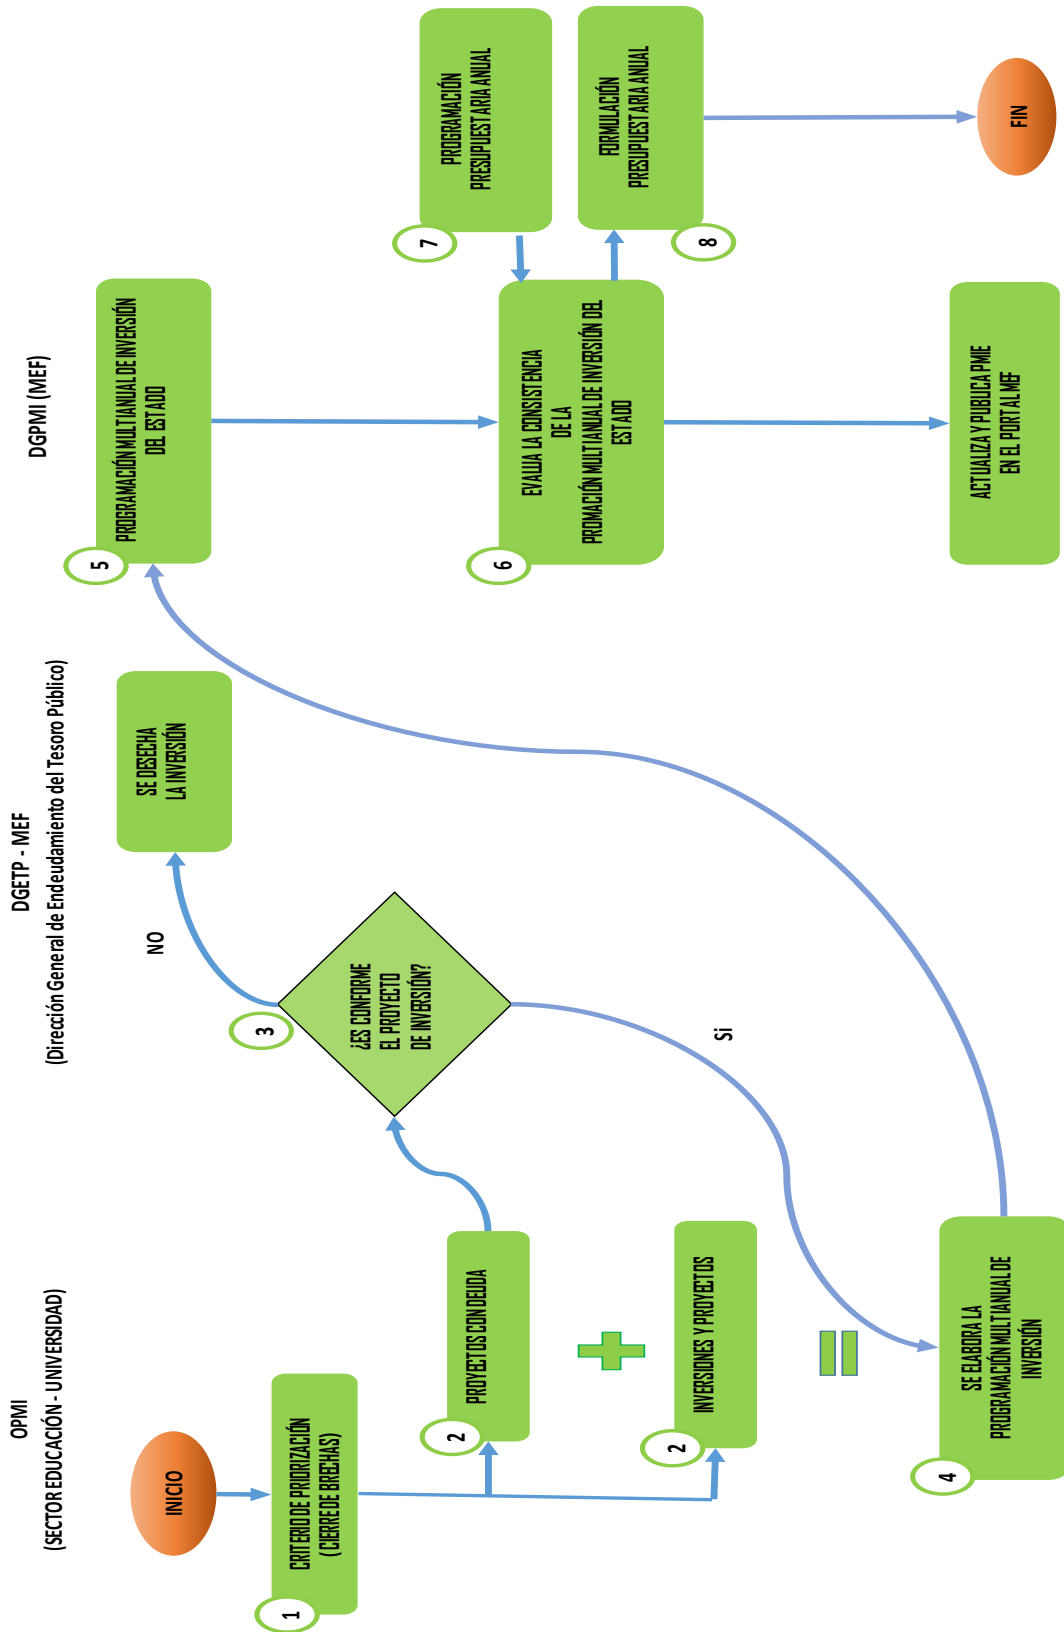 OPMI
(SECTOR EDUCACIÓN - UNIVERSIDAD)
DGETP - MEF
(Dirección General de Endeudamiento del Tesoro Público)
DGPMI (MEF)
INICIO
1
CRITERIO DE PRIORIZACIÓN
(CIERRE DE BRECHAS)
2
PROYECTOS CON DEUDA
2
INVERSIONES Y PROYECTOS
3
¿ES CONFORME
EL PROYECTO
DE INVERSIÓN?
NO
SE DESECHA
LA INVERSIÓN
Si
4
SE ELABORA LA
PROGRAMACIÓN MULTIANUAL DE
INVERSIÓN
5
PROGRAMACIÓN MULTIANUAL DE INVERSIÓN
DEL ESTADO
6
EVALUA LA CONSISTENCIA
DE LA
PROMACIÓN MULTIANUAL DE INVERSIÓN DEL
ESTADO
7
PROGRAMACIÓN
PRESUPUESTARIA ANUAL
8
FORMULACIÓN
PRESUPUESTARIA ANUAL
ACTUALIZA Y PUBLICA PMIE
EN EL PORTAL MEF
FIN